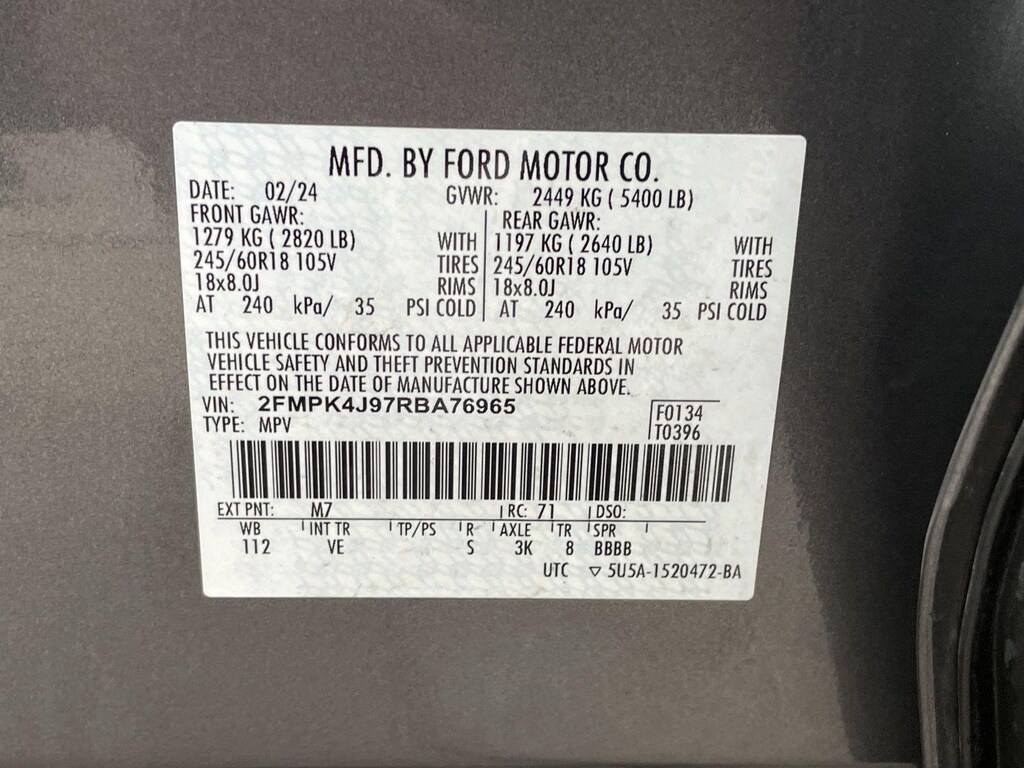 MFD. BY FORD MOTOR CO.
DATE: 02/24 GVWR: 2449 KG ( 5400 LB)
FRONT GAWR: REAR GAWR:
1279 KG ( 2820 LB) WITH 1197 KG ( 2640 LB) WITH
245/60R18 105V TIRES 245/60R18 105V TIRES
18x8.0J RIMS 18x8.0J RIMS
AT 240 kPa/ 35 PSI COLD AT 240 kPa/ 35 PSI COLD
THIS VEHICLE CONFORMS TO ALL APPLICABLE FEDERAL MOTOR
VEHICLE SAFETY AND THEFT PREVENTION STANDARDS IN
EFFECT ON THE DATE OF MANUFACTURE SHOWN ABOVE.
VIN: 2FMPK4J97RBA76965 F0134
TYPE: MPV T0396
EXT PNT: M7 RC: 71 DSO:
WB INT TR TP/PS R AXLE TR SPR
112 VE S 3K 8 BBBB
UTC ▽ 5U5A-1520472-BA